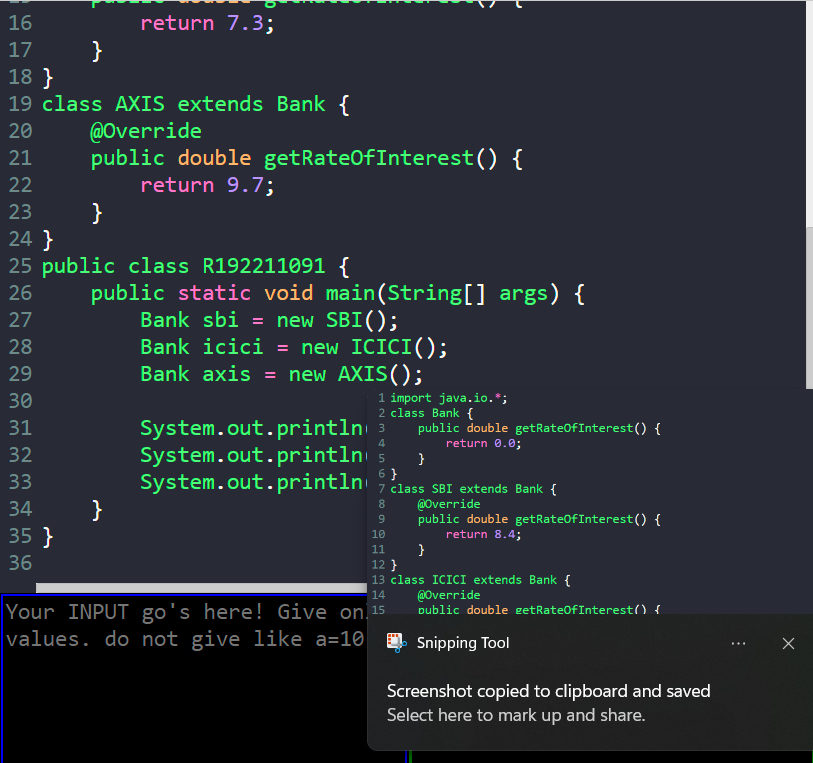 15 public double getRateOfInterest() {
16 return 7.3;
17 }
18 }
19 class AXIS extends Bank {
20 @Override
21 public double getRateOfInterest() {
22 return 9.7;
23 }
24 }
25 public class R192211091 {
26 public static void main(String[] args) {
27 Bank sbi = new SBI();
28 Bank icici = new ICICI();
29 Bank axis = new AXIS();
30
31 System.out.println
32 System.out.println
33 System.out.println
34 }
35 }
36
Your INPUT go's here! Give on
values. do not give like a=10
1 import java.io.*;
2 class Bank {
3 public double getRateOfInterest() {
4 return 0.0;
5 }
6 }
7 class SBI extends Bank {
8 @Override
9 public double getRateOfInterest() {
10 return 8.4;
11 }
12 }
13 class ICICI extends Bank {
14 @Override
15 public double getRateOfInterest() {
Snipping Tool
Screenshot copied to clipboard and saved
Select here to mark up and share.